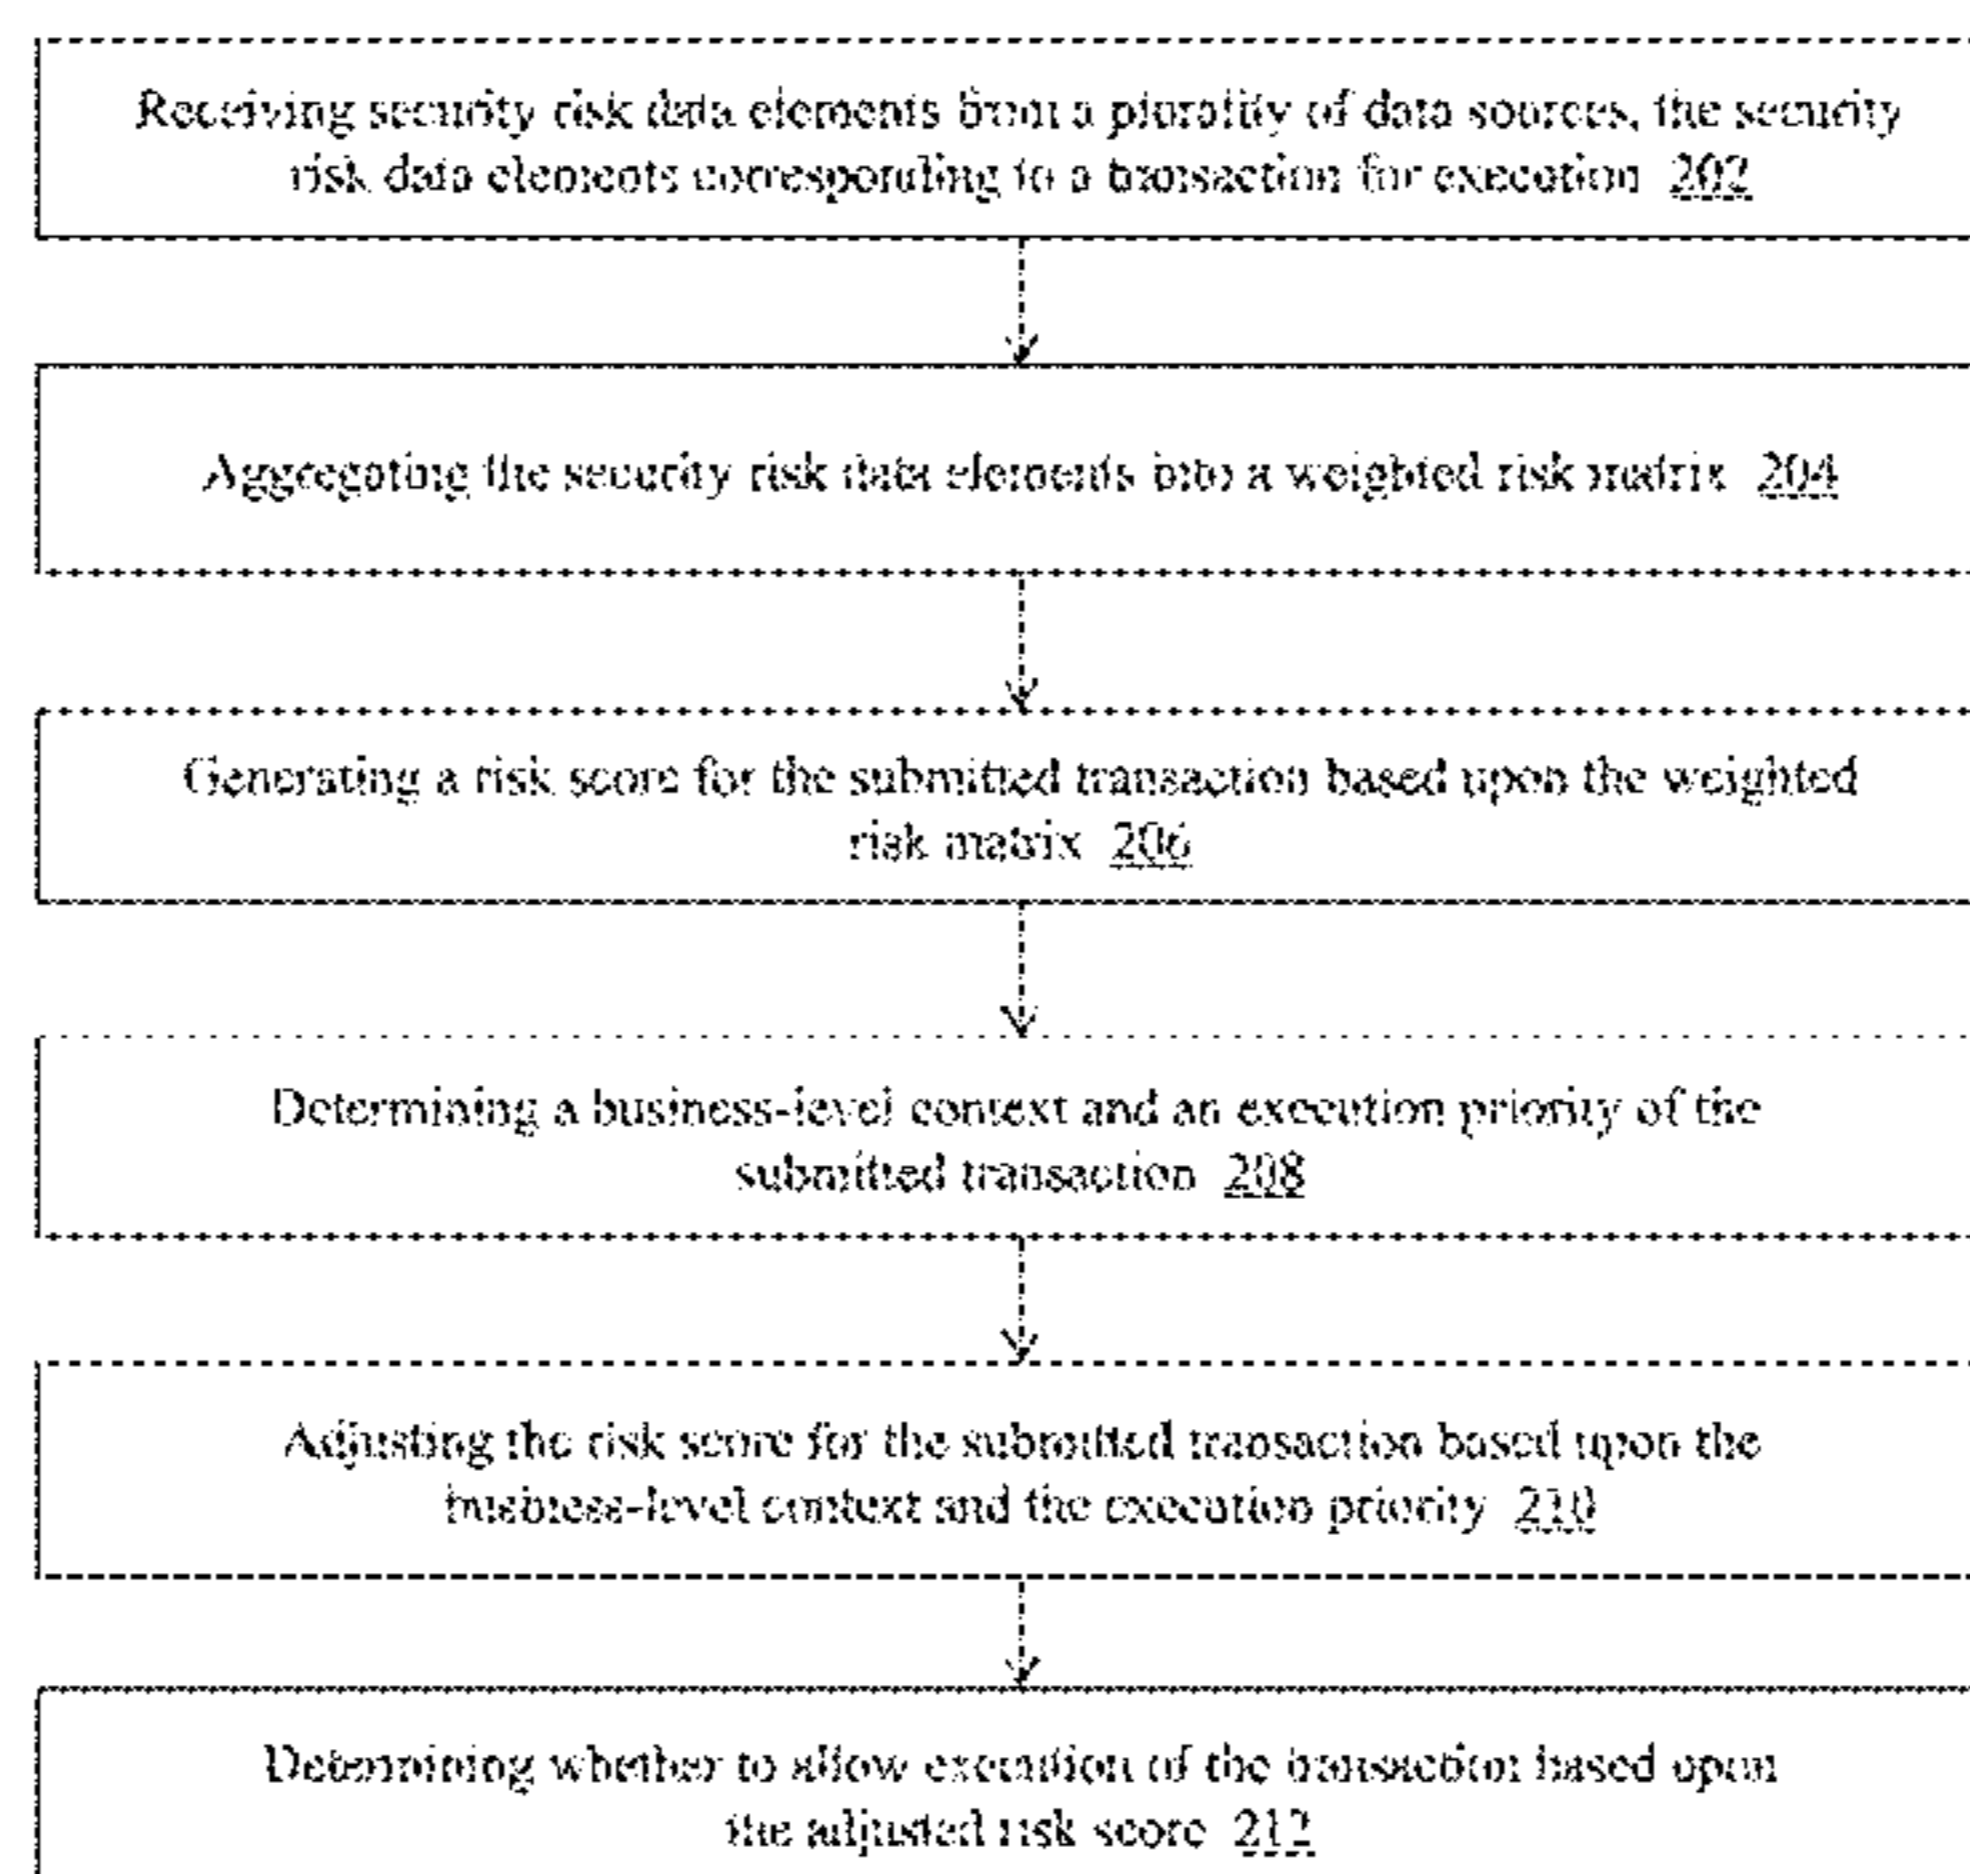 Receiving security risk data elements from a plurality of data sources, the security
risk data elements corresponding to a transaction for execution 202
Aggregating the security risk data elements into a weighted risk matrix 204
Generating a risk score for the submitted transaction based upon the weighted
risk matrix 206
Determining a business-level context and an execution priority of the
submitted transaction 208
Adjusting the risk score for the submitted transaction based upon the
business-level context and the execution priority 210
Determining whether to allow execution of the transaction based upon
the adjusted risk score 212